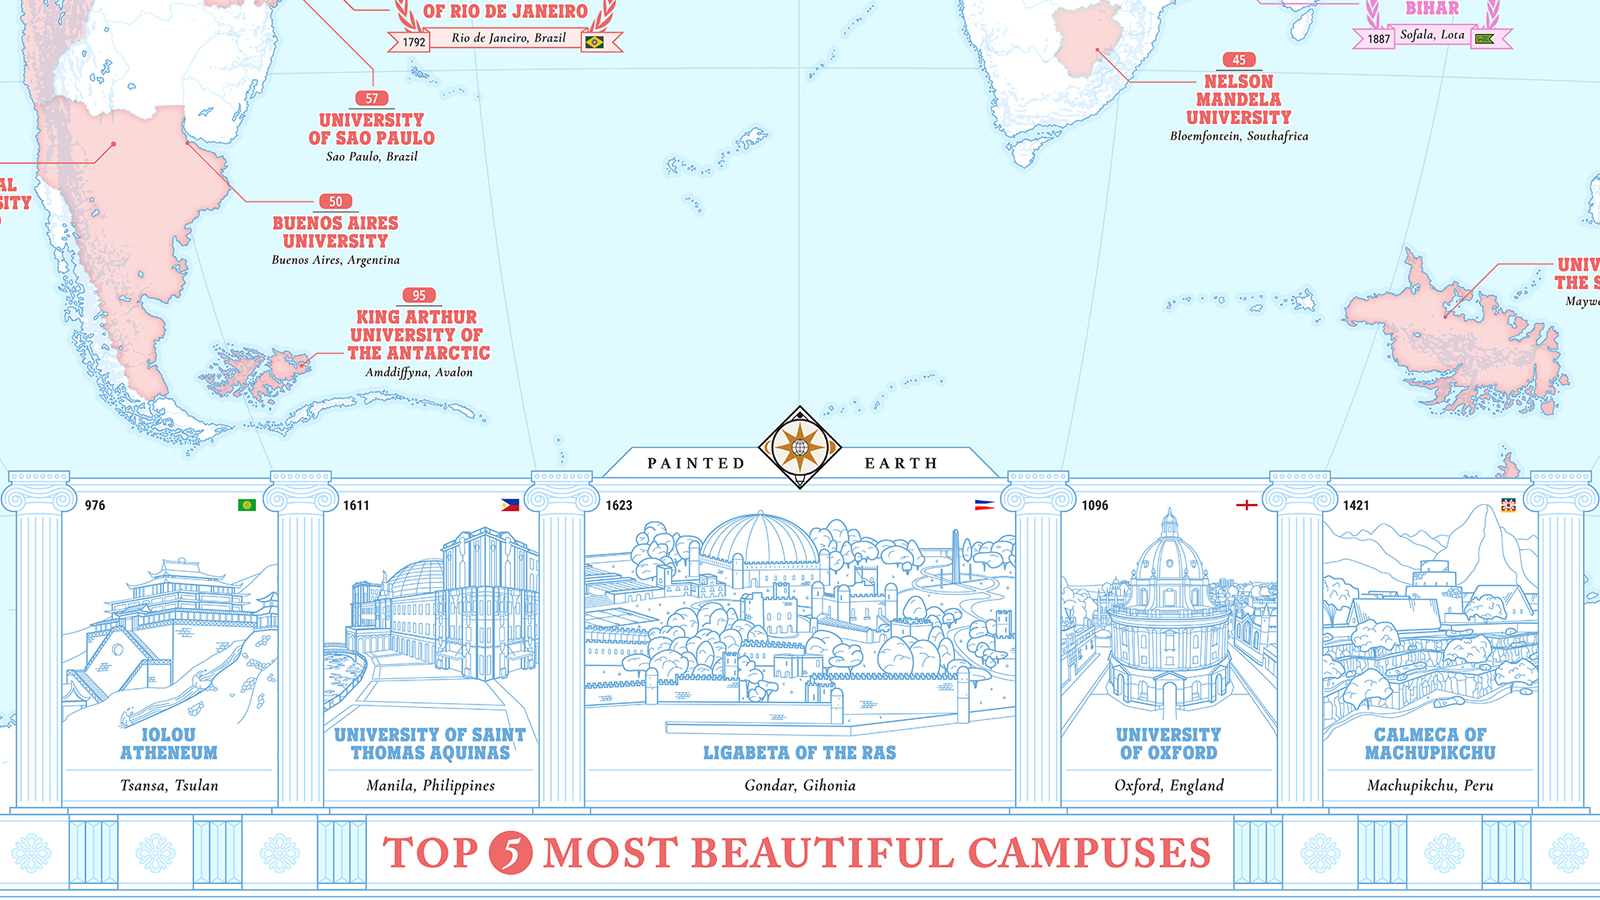 OF RIO DE JANEIRO
1792
Rio de Janeiro, Brazil
BIHAR
1887
Sofala, Lota
57
UNIVERSITY
OF SAO PAULO
Sao Paulo, Brazil
45
NELSON
MANDELA
UNIVERSITY
Bloemfontein, Southafrica
AL
SITY
50
BUENOS AIRES
UNIVERSITY
Buenos Aires, Argentina
UNIV
THE S
Mayw
95
KING ARTHUR
UNIVERSITY OF
THE ANTARCTIC
Amddiffyna, Avalon
PAINTED EARTH
976
IOLOU
ATHENEUM
Tsansa, Tsulan
1611
UNIVERSITY OF SAINT
THOMAS AQUINAS
Manila, Philippines
1623
LIGABETA OF THE RAS
Gondar, Gihonia
1096
UNIVERSITY
OF OXFORD
Oxford, England
1421
CALMECA OF
MACHUPIKCHU
Machupikchu, Peru
TOP 5 MOST BEAUTIFUL CAMPUSES